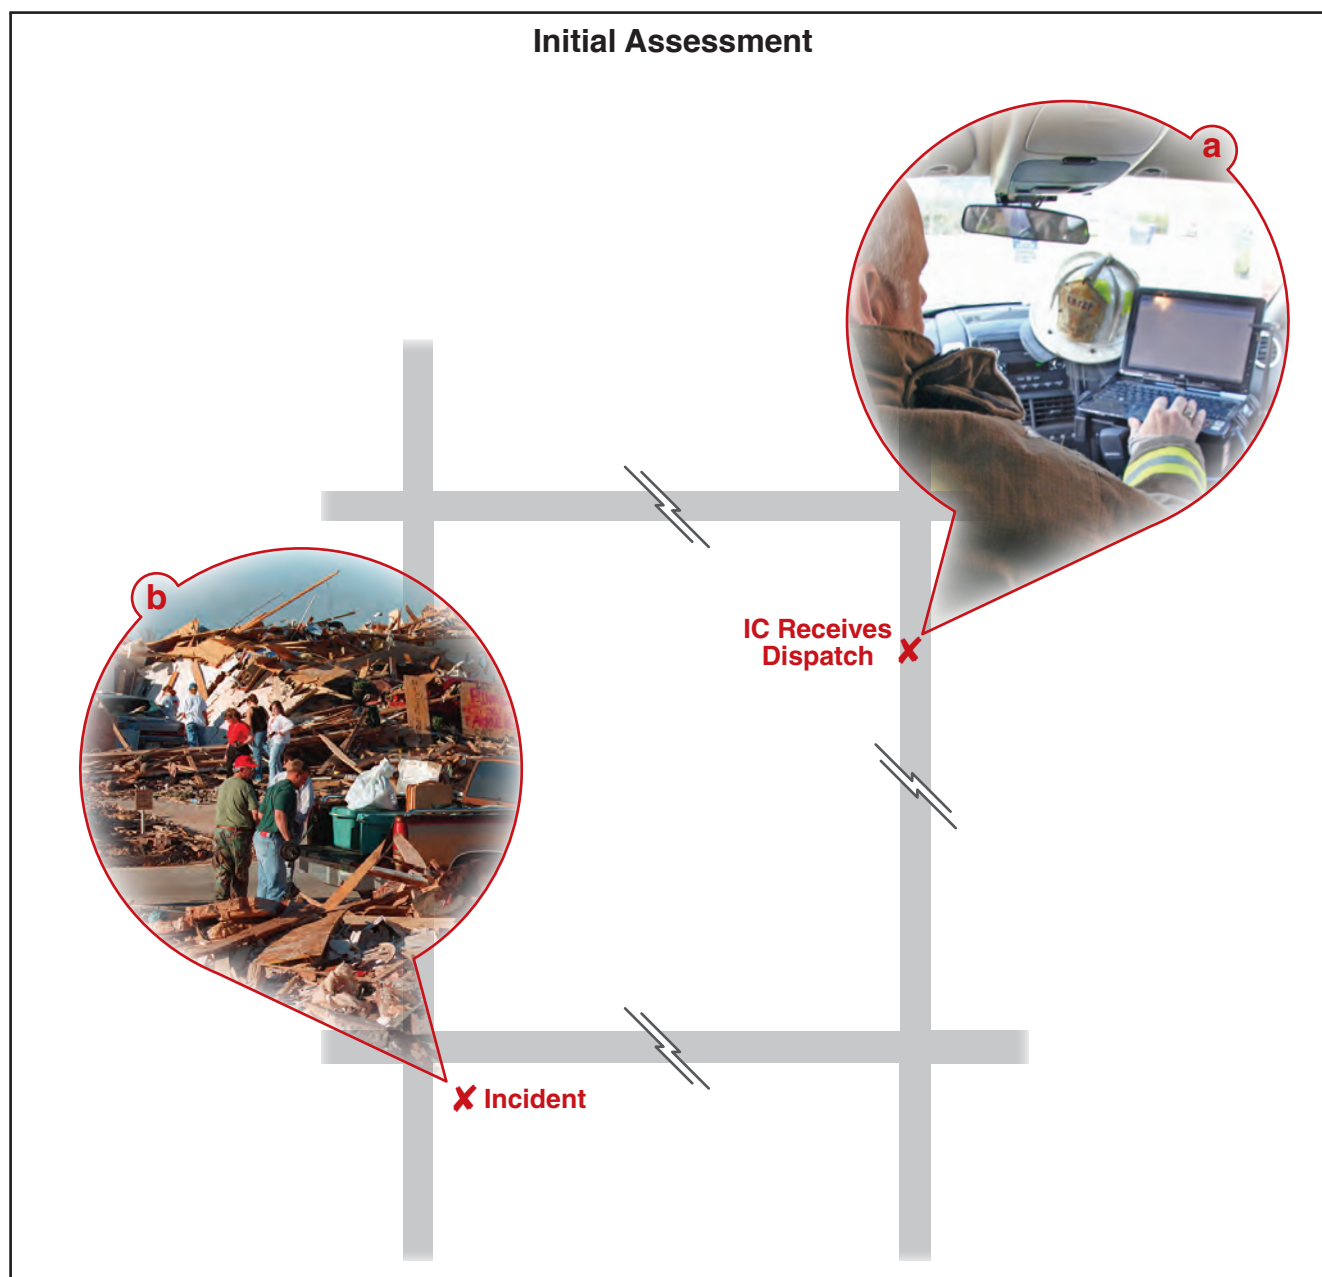 Initial Assessment
a
b
IC Receives
Dispatch
✘
✘ Incident